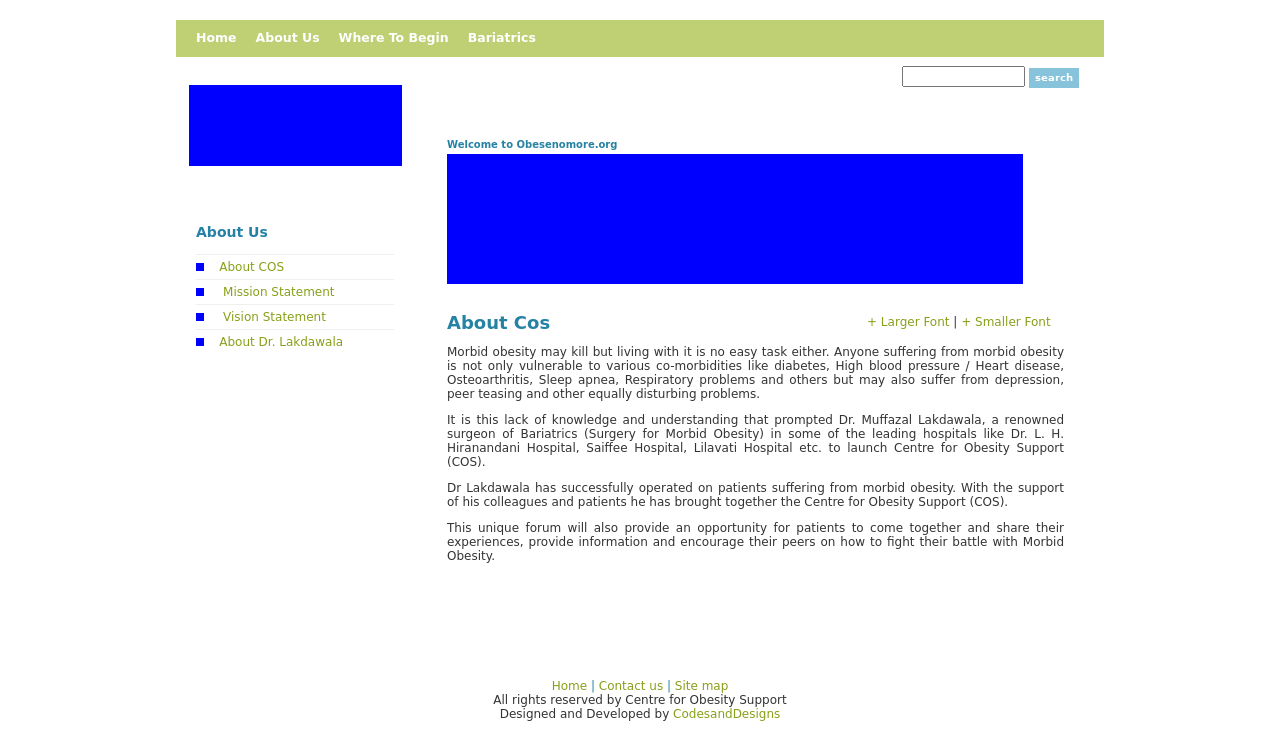 Home About Us Where To Begin Bariatrics
search
Welcome to Obesenomore.org
About Us
About COS
Mission Statement
Vision Statement
About Dr. Lakdawala
About Cos
+ Larger Font | + Smaller Font
Morbid obesity may kill but living with it is no easy task either. Anyone suffering from morbid obesity
is not only vulnerable to various co-morbidities like diabetes, High blood pressure / Heart disease,
Osteoarthritis, Sleep apnea, Respiratory problems and others but may also suffer from depression,
peer teasing and other equally disturbing problems.
It is this lack of knowledge and understanding that prompted Dr. Muffazal Lakdawala, a renowned
surgeon of Bariatrics (Surgery for Morbid Obesity) in some of the leading hospitals like Dr. L. H.
Hiranandani Hospital, Saiffee Hospital, Lilavati Hospital etc. to launch Centre for Obesity Support
(COS).
Dr Lakdawala has successfully operated on patients suffering from morbid obesity. With the support
of his colleagues and patients he has brought together the Centre for Obesity Support (COS).
This unique forum will also provide an opportunity for patients to come together and share their
experiences, provide information and encourage their peers on how to fight their battle with Morbid
Obesity.
Home | Contact us | Site map
All rights reserved by Centre for Obesity Support
Designed and Developed by CodesandDesigns